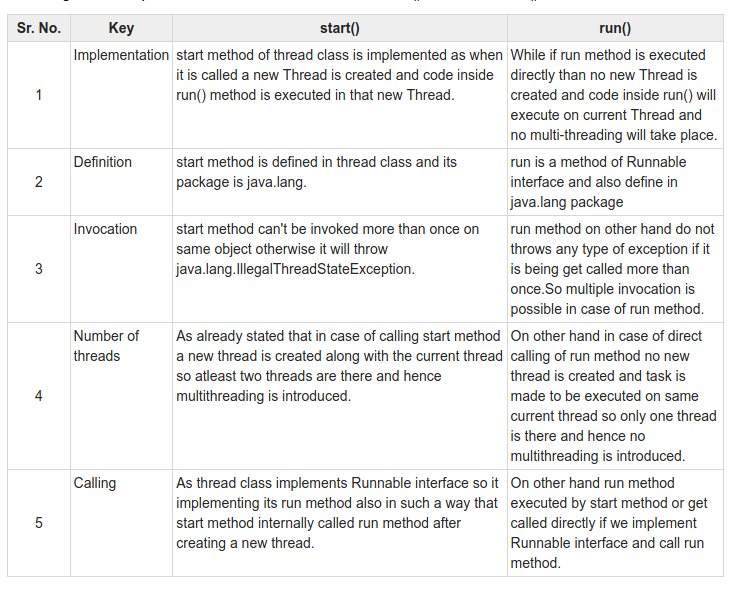 Sr. No. Key start() run()
1
Implementation
start method of thread class is implemented as when
it is called a new Thread is created and code inside
run() method is executed in that new Thread.
While if run method is executed
directly than no new Thread is
created and code inside run() will
execute on current Thread and
no multi-threading will take place.
2
Definition
start method is defined in thread class and its
package is java.lang.
run is a method of Runnable
interface and also define in
java.lang package
3
Invocation
start method can't be invoked more than once on
same object otherwise it will throw
java.lang.IllegalThreadStateException.
run method on other hand do not
throws any type of exception if it
is being get called more than
once.So multiple invocation is
possible in case of run method.
4
Number of
threads
As already stated that in case of calling start method
a new thread is created along with the current thread
so atleast two threads are there and hence
multithreading is introduced.
On other hand in case of direct
calling of run method no new
thread is created and task is
made to be executed on same
current thread so only one thread
is there and hence no
multithreading is introduced.
5
Calling
As thread class implements Runnable interface so it
implementing its run method also in such a way that
start method internally called run method after
creating a new thread.
On other hand run method
executed by start method or get
called directly if we implement
Runnable interface and call run
method.